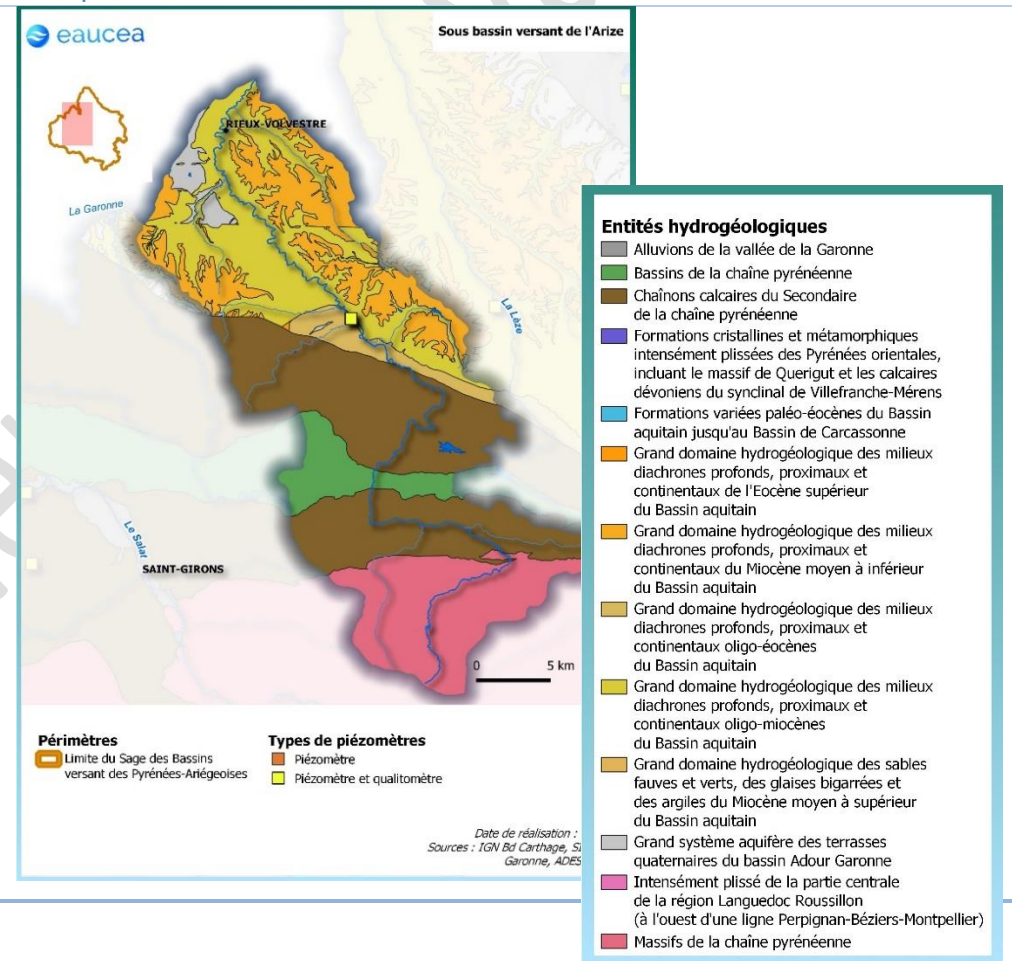 eaucea
Sous bassin versant de l'Arize
RIEUX-VOLVESTRE
La Garonne
La Lèze
Le Salat
SAINT-GIRONS
0 5 km
Périmètres
Limite du Sage des Bassins
versant des Pyrénées-Ariégeoises
Types de piézomètres
Piézomètre
Piézomètre et qualitomètre
Date de réalisation :
Sources : IGN Bd Carthage,
Garonne, ADES
Entités hydrogéologiques
Alluvions de la vallée de la Garonne
Bassins de la chaîne pyrénéenne
Chaînons calcaires du Secondaire
de la chaîne pyrénéenne
Formations cristallines et métamorphiques
intensément plissées des Pyrénées orientales,
incluant le massif de Querigut et les calcaires
dévoniens du synclinal de Villefranche-Mérens
Formations variées paléo-éocènes du Bassin
aquitain jusqu'au Bassin de Carcassonne
Grand domaine hydrogéologique des milieux
diachrones profonds, proximaux et
continentaux de l'Eocène supérieur
du Bassin aquitain
Grand domaine hydrogéologique des milieux
diachrones profonds, proximaux et
continentaux du Miocène moyen à inférieur
du Bassin aquitain
Grand domaine hydrogéologique des milieux
diachrones profonds, proximaux et
continentaux oligo-éocènes
du Bassin aquitain
Grand domaine hydrogéologique des milieux
diachrones profonds, proximaux et
continentaux oligo-miocènes
du Bassin aquitain
Grand domaine hydrogéologique des sables
fauves et verts, des glaises bigarrées et
des argiles du Miocène moyen à supérieur
du Bassin aquitain
Grand système aquifère des terrasses
quaternaires du bassin Adour Garonne
Intensément plissé de la partie centrale
de la région Languedoc Roussillon
(à l'ouest d'une ligne Perpignan-Béziers-Montpellier)
Massifs de la chaîne pyrénéenne